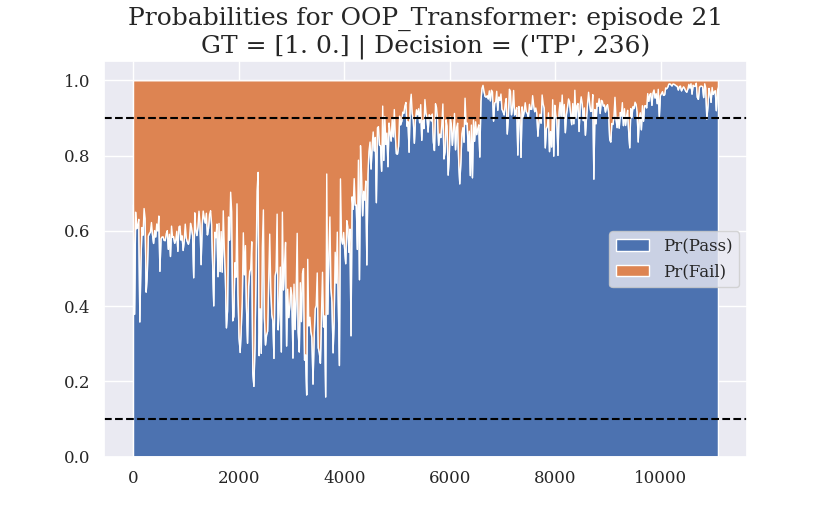 Probabilities for OOP_Transformer: episode 21
GT = [1. 0.] | Decision = ('TP', 236)
1.0
0.8
0.6
0.4
0.2
0.0
Pr(Pass)
Pr(Fail)
0 2000 4000 6000 8000 10000